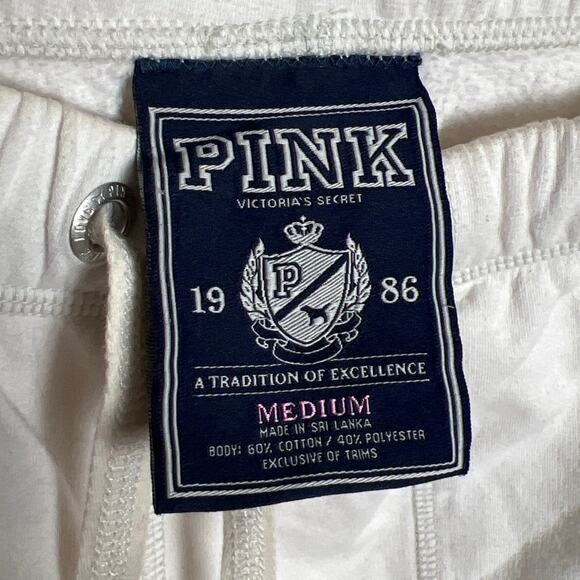 PINK
VICTORIA'S SECRET
P
19 86
A TRADITION OF EXCELLENCE
MEDIUM
MADE IN SRI LANKA
BODY: 60% COTTON / 40% POLYESTER
EXCLUSIVE OF TRIMS